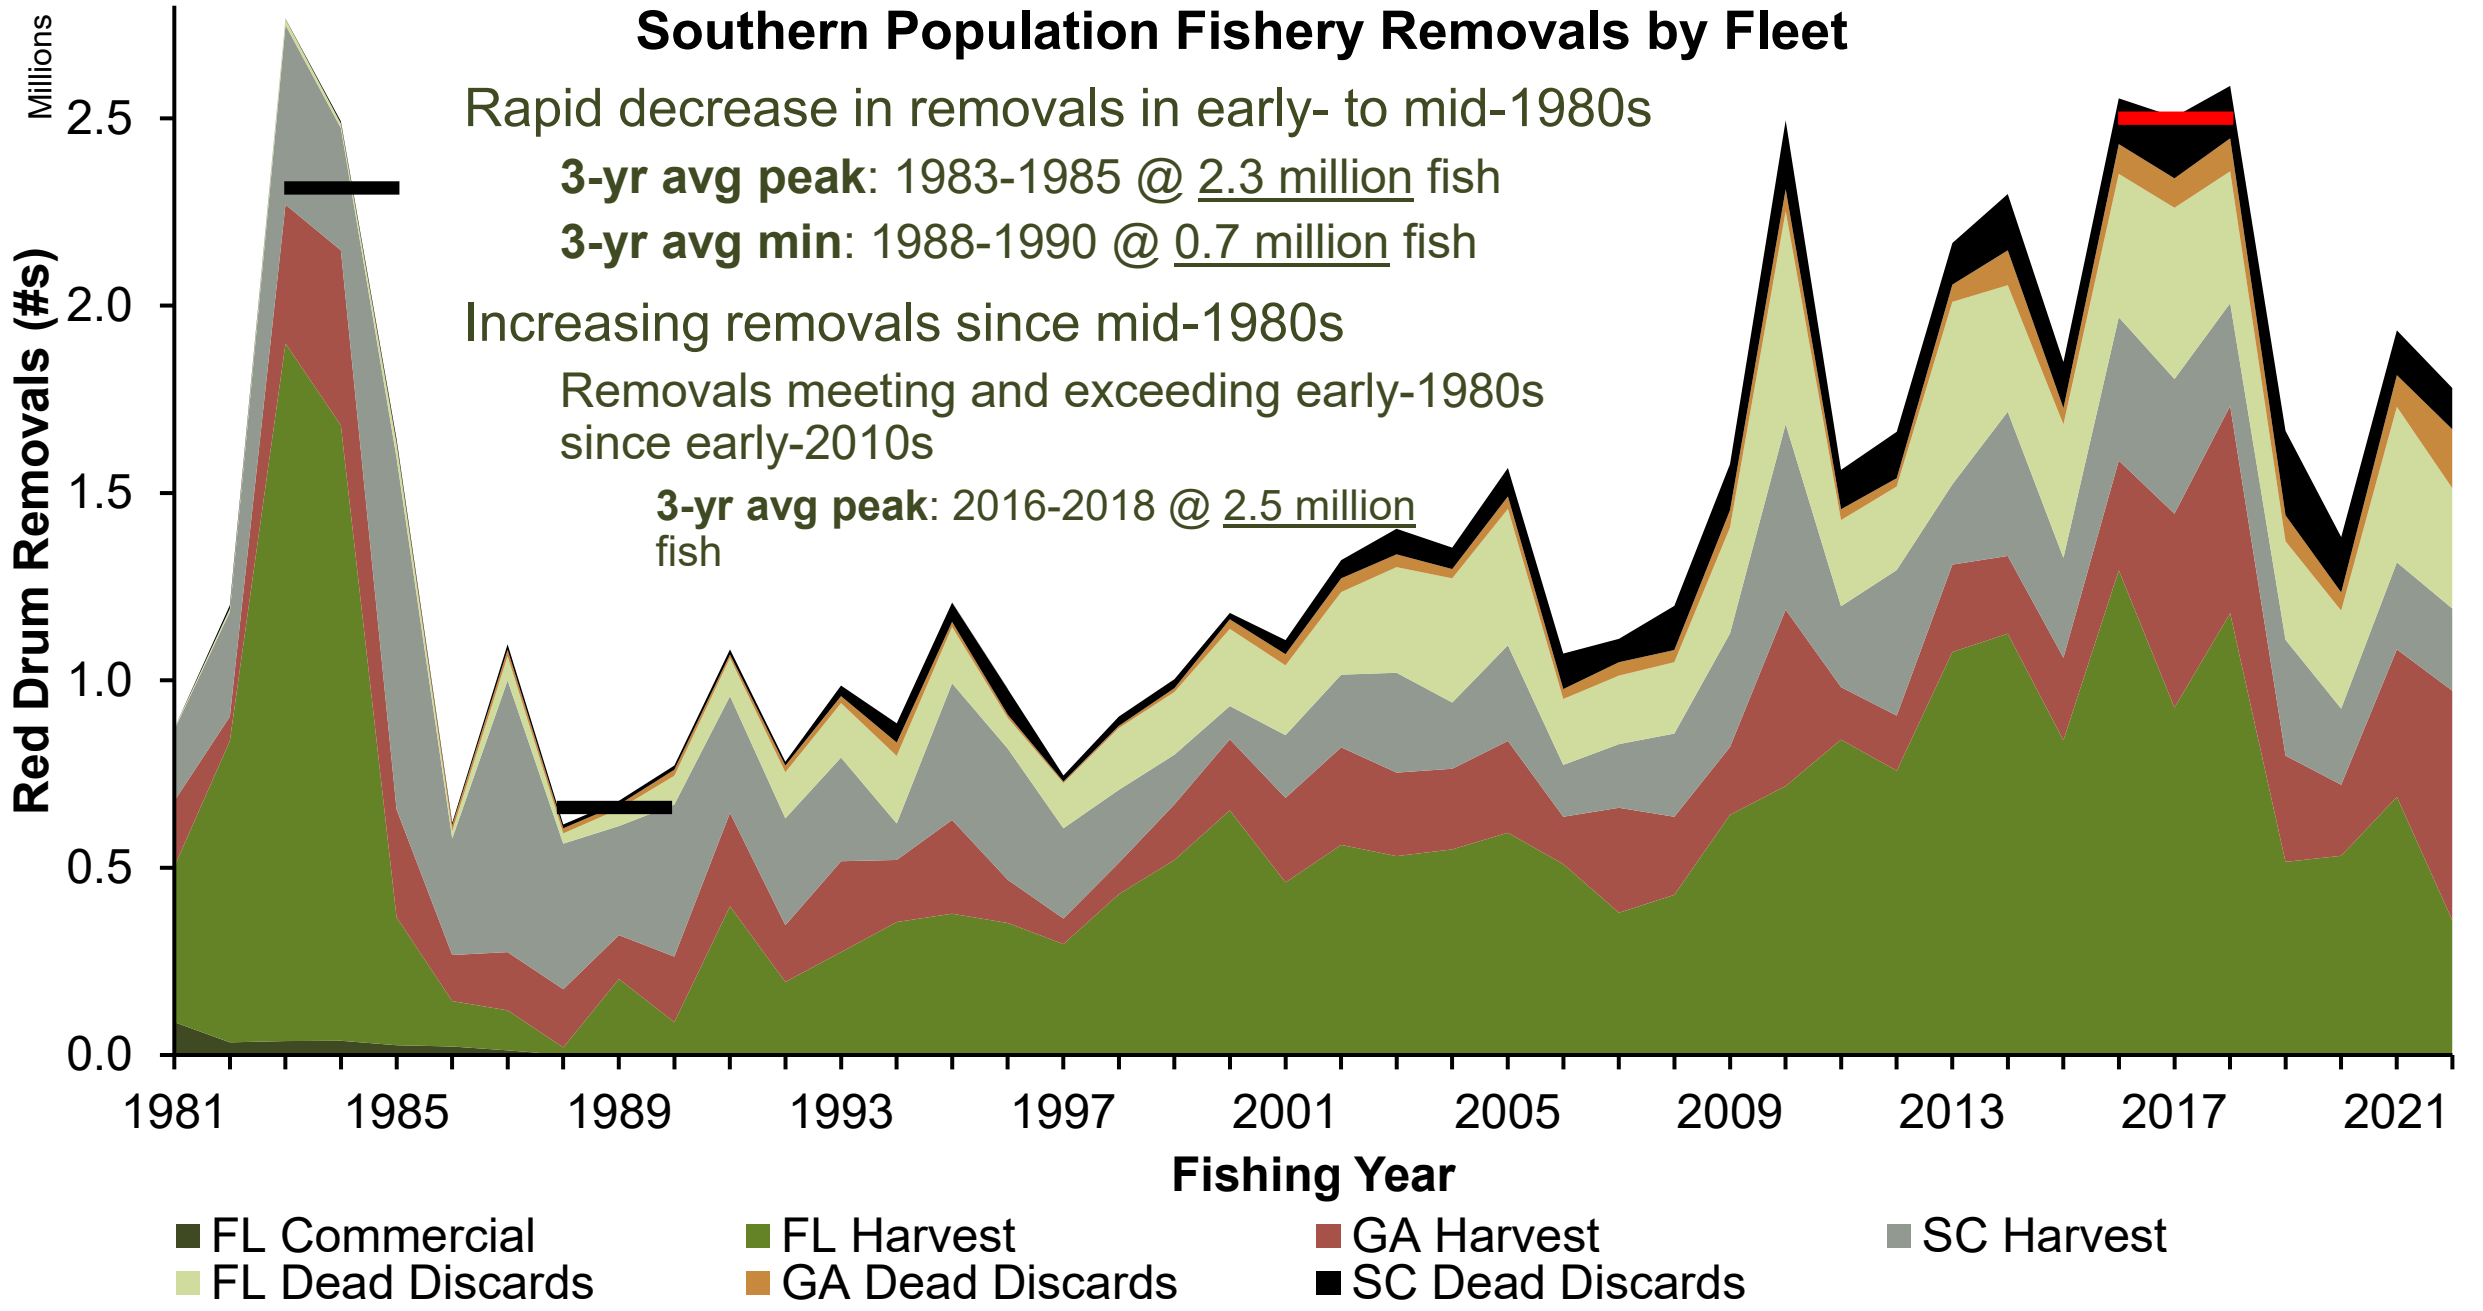 Southern Population Fishery Removals by Fleet
Millions
Rapid decrease in removals in early- to mid-1980s
3-yr avg peak: 1983-1985 @ 2.3 million fish
3-yr avg min: 1988-1990 @ 0.7 million fish
Increasing removals since mid-1980s
Removals meeting and exceeding early-1980s
since early-2010s
3-yr avg peak: 2016-2018 @ 2.5 million
fish
Red Drum Removals (#s)
2.5
2.0
1.5
1.0
0.5
0.0
1981 1985 1989 1993 1997 2001 2005 2009 2013 2017 2021
Fishing Year
FL Commercial FL Harvest GA Harvest SC Harvest
FL Dead Discards GA Dead Discards SC Dead Discards